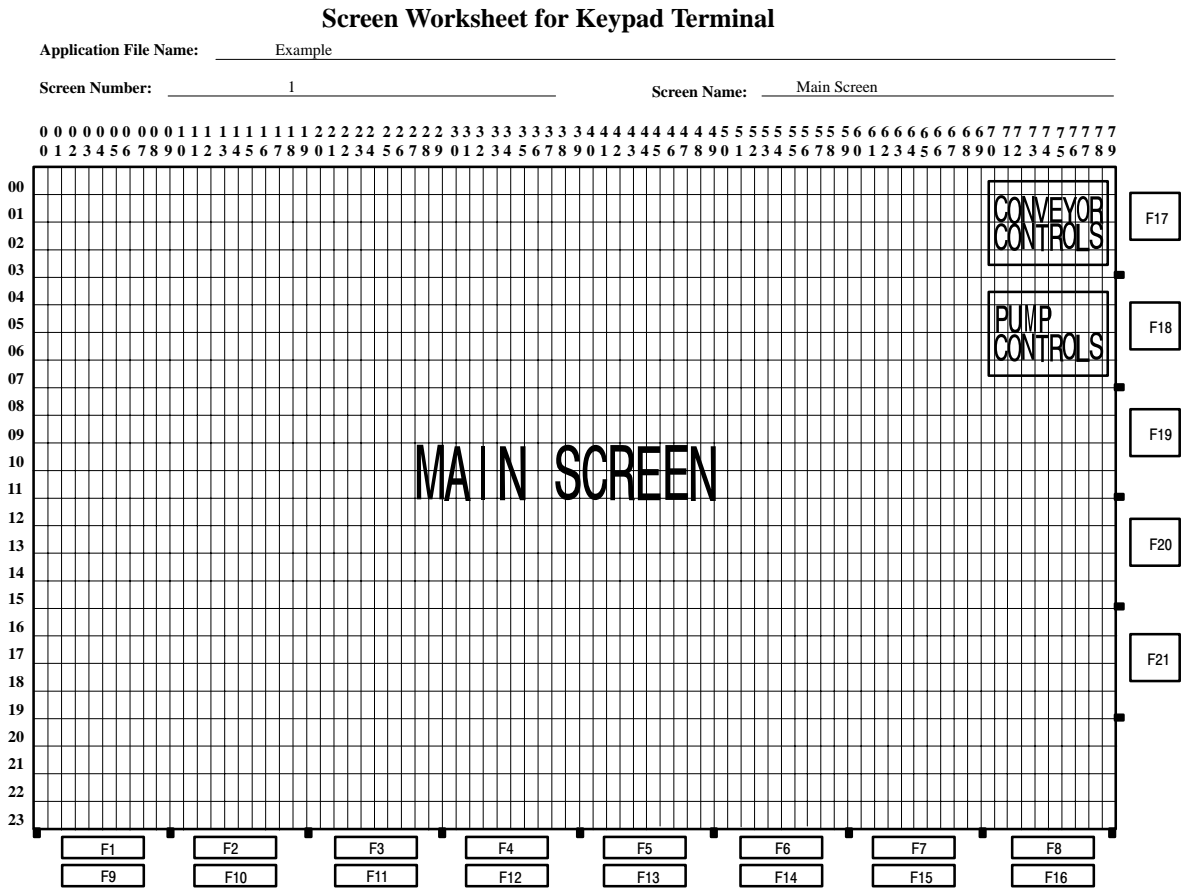 Screen Worksheet for Keypad Terminal
Application File Name: Example
Screen Number: 1
Screen Name: Main Screen
0 0 0 0 0 0 0 0 0 0 1 1 1 1 1 1 1 1 1 1 2 2 2 2 2 2 2 2 2 2 3 3 3 3 3 3 3 3 3 3 4 4 4 4 4 4 4 4 4 4 5 5 5 5 5 5 5 5 5 5 6 6 6 6 6 6 6 6 6 6 7 7 7 7 7 7 7 7 7 7
0 1 2 3 4 5 6 7 8 9 0 1 2 3 4 5 6 7 8 9 0 1 2 3 4 5 6 7 8 9 0 1 2 3 4 5 6 7 8 9 0 1 2 3 4 5 6 7 8 9 0 1 2 3 4 5 6 7 8 9 0 1 2 3 4 5 6 7 8 9 0 1 2 3 4 5 6 7 8 9
00
01
02
03
04
05
06
07
08
09
10
11
12
13
14
15
16
17
18
19
20
21
22
23
CONVEYOR
CONTROLS
PUMP
CONTROLS
MAIN SCREEN
F17
F18
F19
F20
F21
F1 F2 F3 F4 F5 F6 F7 F8
F9 F10 F11 F12 F13 F14 F15 F16